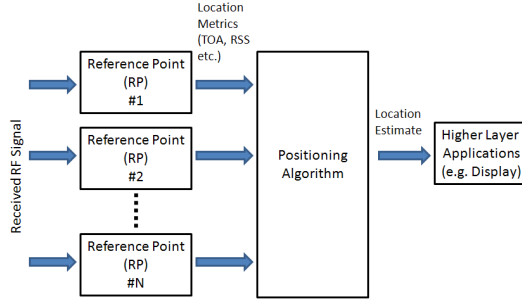 Received RF Signal
Reference Point
(RP)
#1
Reference Point
(RP)
#2
Reference Point
(RP)
#N
Location
Metrics
(TOA, RSS
etc.)
Positioning
Algorithm
Location
Estimate
Higher Layer
Applications
(e.g. Display)